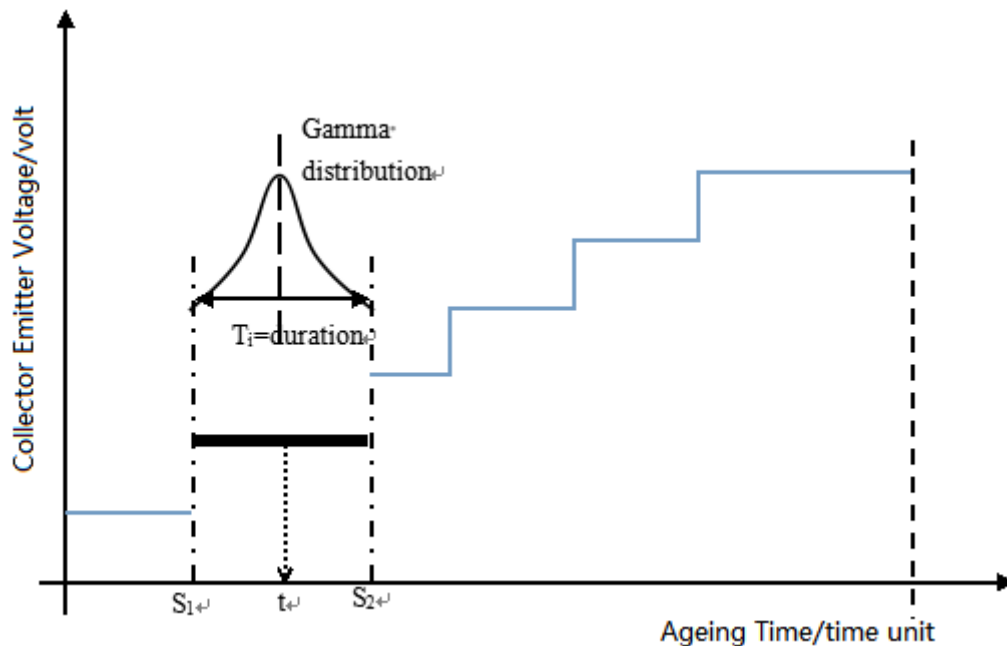 Collector Emitter Voltage/volt
Gamma
distribution↵
Tᵢ=duration↵
S₁↵
t↵
S₂↵
Ageing Time/time unit